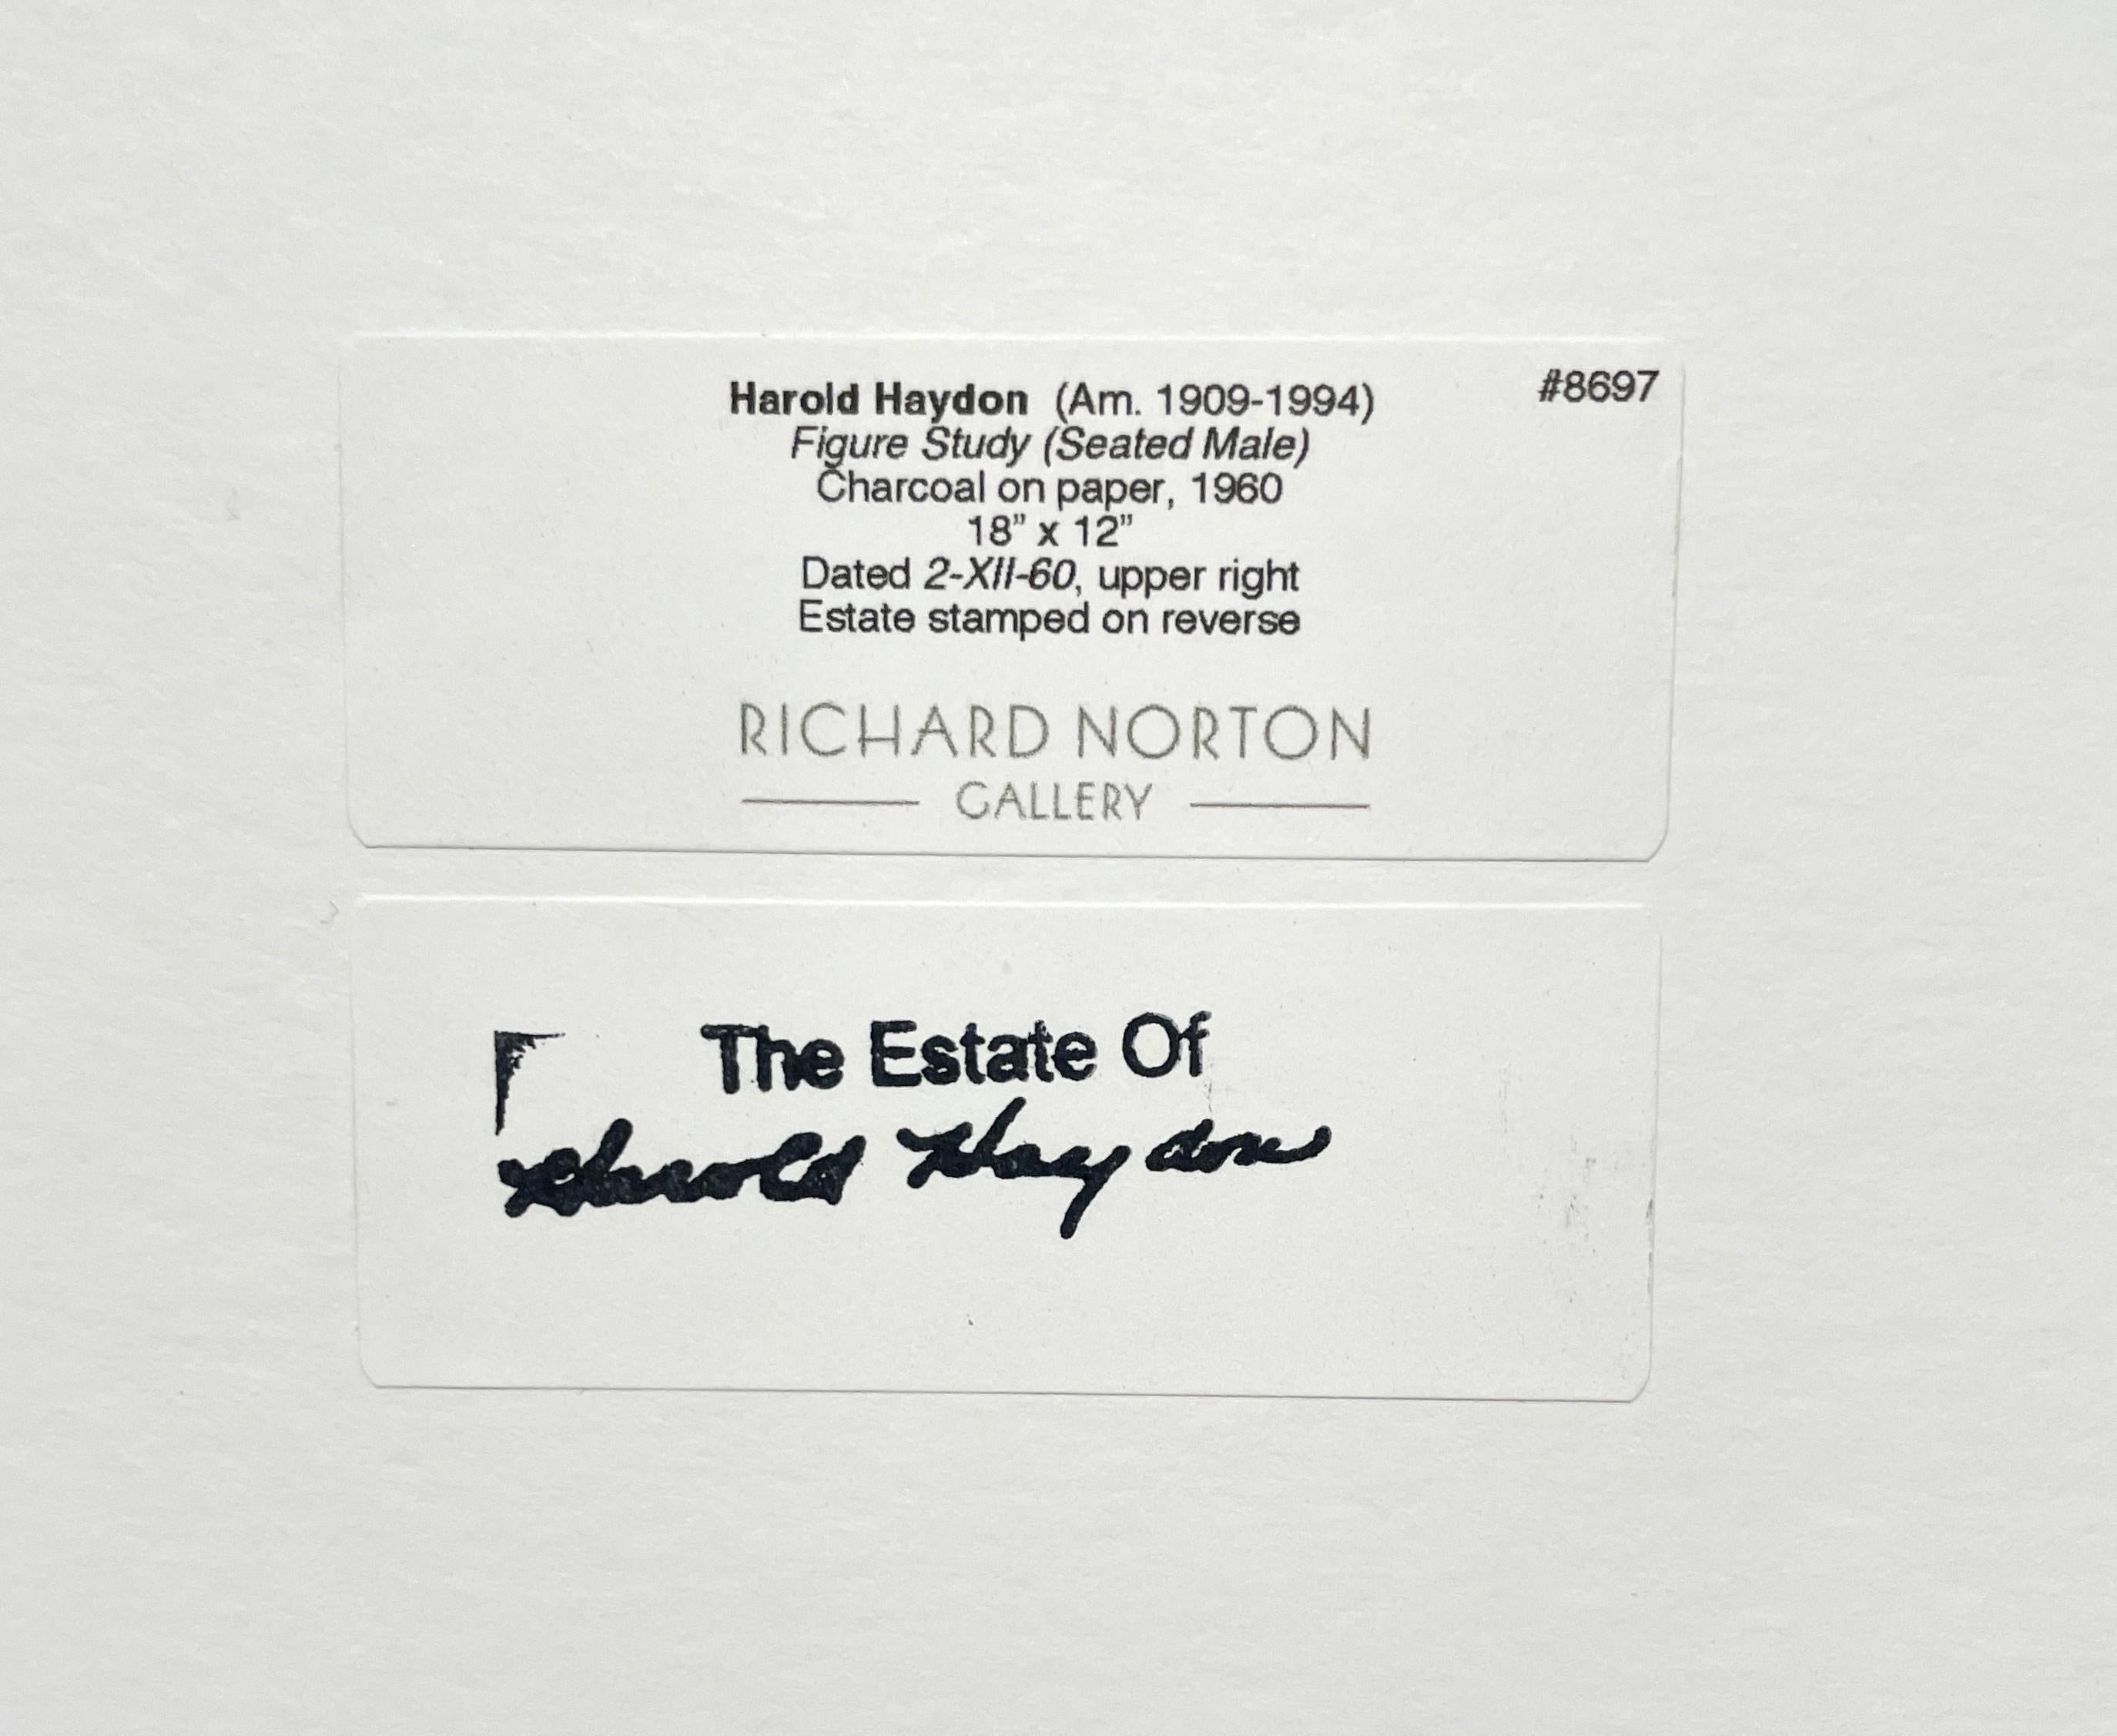 #8697
Harold Haydon (Am. 1909-1994)
Figure Study (Seated Male)
Charcoal on paper, 1960
18” x 12”
Dated 2-XII-60, upper right
Estate stamped on reverse
RICHARD NORTON
GALLERY
The Estate Of
Harold Haydon